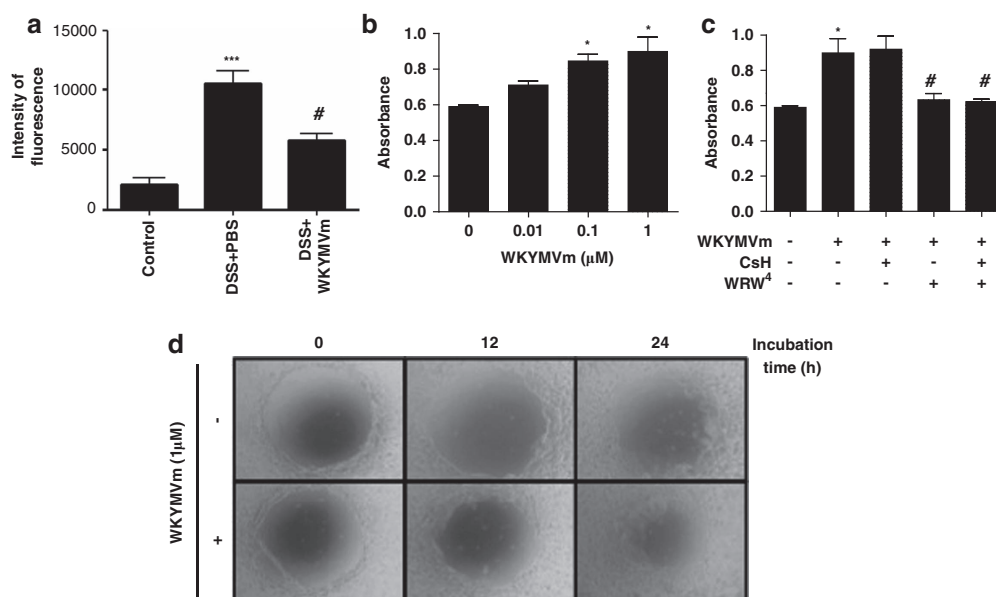 a
15000
10000
5000
0
Intensity of
fluorescence
***
#
Control
DSS+PBS
DSS+
WKYMVm
b
1.0
0.8
0.6
0.4
0.2
0.0
Absorbance
* *
0 0.01 0.1 1
WKYMVm (µM)
c
1.0
0.8
0.6
0.4
0.2
0.0
Absorbance
* # #
WKYMVm - + + + +
CsH - - + - +
WRW4 - - - + +
d
0 12 24 Incubation
time (h)
WKYMVm (1µM)
-
+